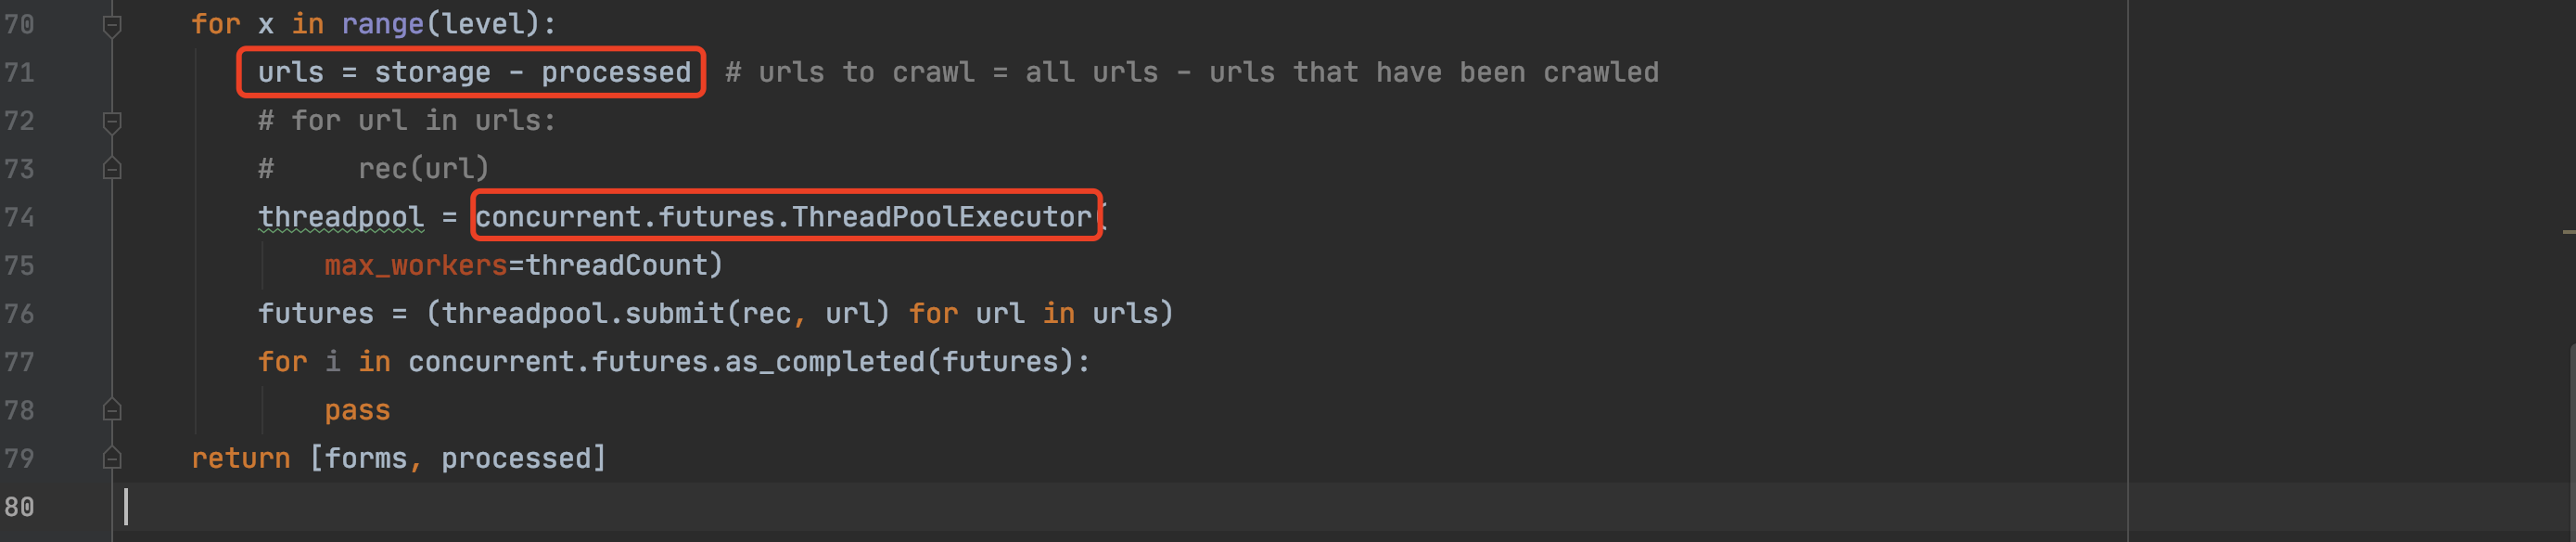 70 for x in range(level):
71 urls = storage - processed # urls to crawl = all urls - urls that have been crawled
72 # for url in urls:
73 #     rec(url)
74 threadpool = concurrent.futures.ThreadPoolExecutor(
75 max_workers=threadCount)
76 futures = (threadpool.submit(rec, url) for url in urls)
77 for i in concurrent.futures.as_completed(futures):
78 pass
79 return [forms, processed]
80